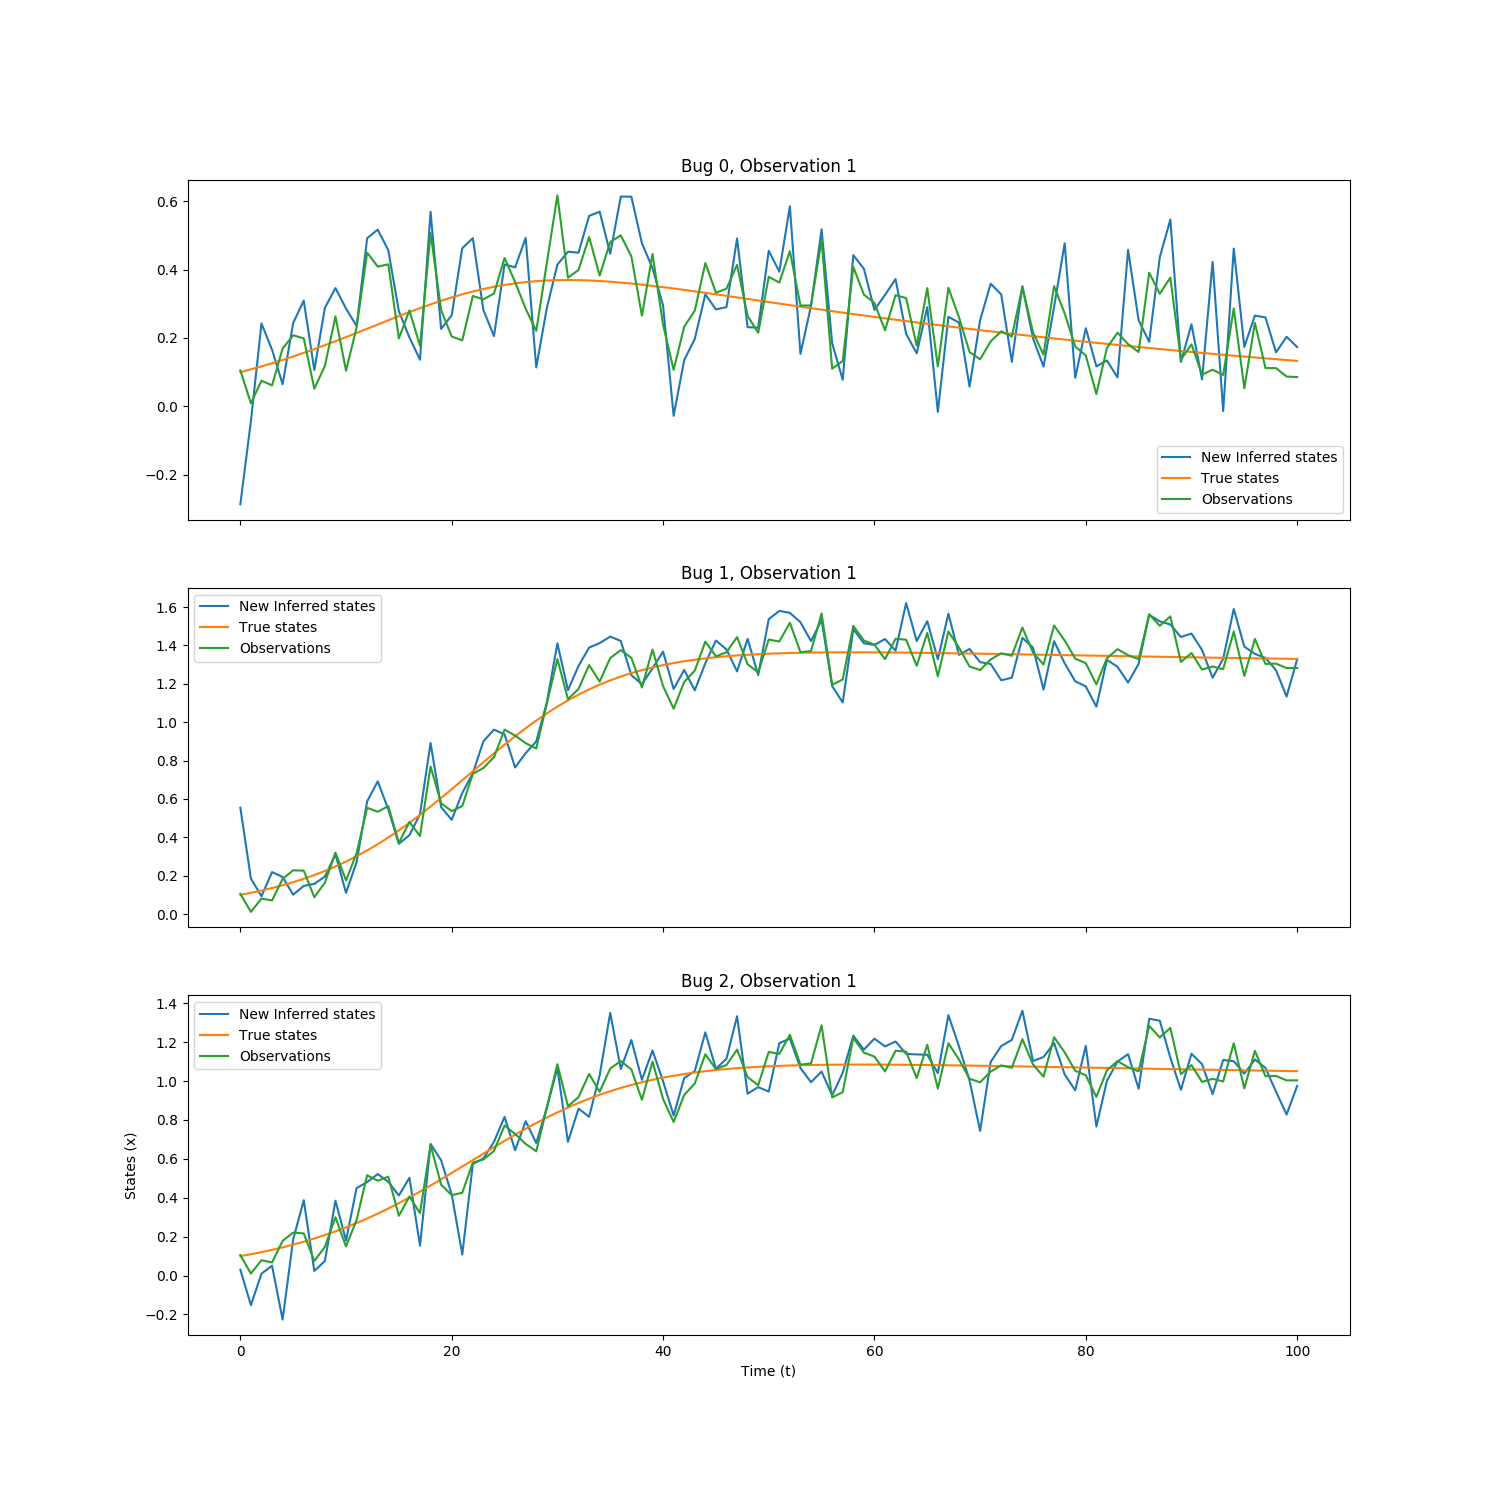 Bug 0, Observation 1
0.6
0.4
0.2
0.0
−0.2
New Inferred states
True states
Observations
Bug 1, Observation 1
1.6
1.4
1.2
1.0
0.8
0.6
0.4
0.2
0.0
New Inferred states
True states
Observations
Bug 2, Observation 1
1.4
1.2
1.0
0.8
0.6
0.4
0.2
0.0
−0.2
New Inferred states
True states
Observations
States (x)
0 20 40 60 80 100
Time (t)